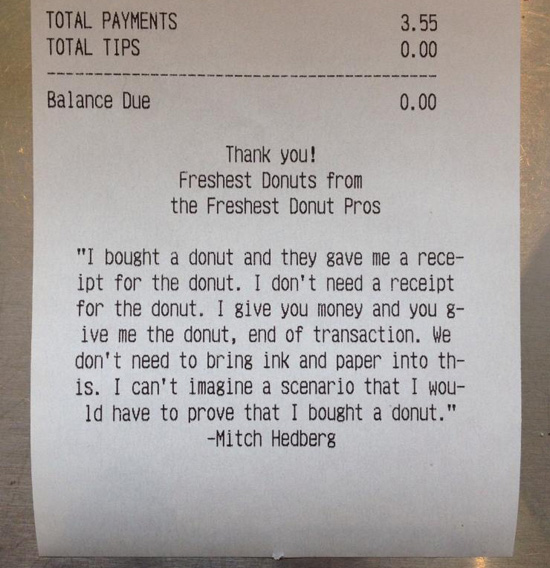 TOTAL PAYMENTS 3.55
TOTAL TIPS 0.00
------------------------------------------------
Balance Due 0.00
Thank you!
Freshest Donuts from
the Freshest Donut Pros
"I bought a donut and they gave me a rece-
ipt for the donut. I don't need a receipt
for the donut. I give you money and you g-
ive me the donut, end of transaction. We
don't need to bring ink and paper into th-
is. I can't imagine a scenario that I wou-
ld have to prove that I bought a donut."
-Mitch Hedberg